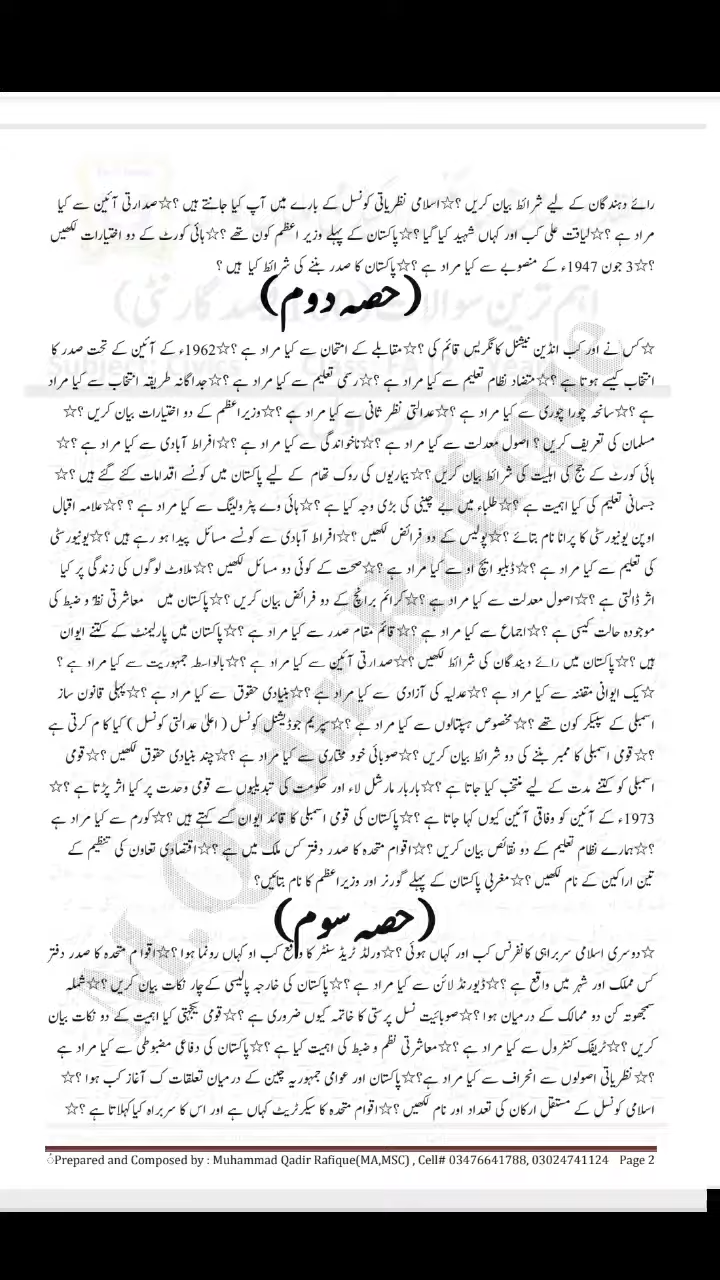 رائے دہندگان کے لیے شرائط بیان کریں ؟☆اسلامی نظریاتی کونسل کے بارے میں آپ کیا جانتے ہیں ؟☆صدارتی آئین سے کیا
مراد ہے ؟☆لیاقت علی کب اور کہاں شہید کیا گیا ؟☆پاکستان کے پہلے وزیر اعظم کون تھے ؟☆ہائی کورٹ کے دو اختیارات لکھیں
؟☆3 جون 1947ء کے منصوبے سے کیا مراد ہے ؟☆پاکستان کا صدر بننے کی شرائط کیا ہیں ؟
(حصہ دوم)
☆کس نے اور کب انڈین نیشنل کانگریس قائم کی ؟☆مقابلے کے امتحان سے کیا مراد ہے ؟☆1962ء کے آئین کے تحت صدر کا
انتخاب کیسے ہوتا ہے ؟☆متضاد نظام تعلیم سے کیا مراد ہے ؟☆رسمی تعلیم سے کیا مراد ہے ؟☆جداگانہ طریقہ انتخاب سے کیا مراد
ہے ؟☆سانحہ چورا چوری سے کیا مراد ہے ؟☆عدالتی نظر ثانی سے کیا مراد ہے ؟☆وزیراعظم کے دو اختیارات بیان کریں ؟☆
مسلمان کی تعریف کریں ؟ اصول معدلت سے کیا مراد ہے ؟☆ناخواندگی سے کیا مراد ہے ؟☆افراط آبادی سے کیا مراد ہے ؟☆
ہائی کورٹ کے جج کی اہلیت کی شرائط بیان کریں ؟☆بیماریوں کی روک تھام کے لیے پاکستان میں کونسے اقدامات کئے گئے ہیں ؟☆
جسمانی تعلیم کی کیا اہمیت ہے ؟☆طلباء میں بے چینی کی بڑی وجہ کیا ہے ؟☆ہائی وے پٹرولینگ سے کیا مراد ہے ؟ ؟☆علامہ اقبال
اوپن یونیورسٹی کا پرانا نام بتائے ؟☆پولیس کے دو فرائض لکھیں ؟☆افراط آبادی سے کونسے مسائل پیدا ہو رہے ہیں ؟☆یونیورسٹی
کی تعلیم سے کیا مراد ہے ؟☆ڈبلیو ایچ او سے کیا مراد ہے ؟☆صحت کے کوئی دو مسائل لکھیں ؟☆ملاوٹ لوگوں کی زندگی پر کیا
اثر ڈالتی ہے ؟☆اصول معدلت سے کیا مراد ہے ؟☆کرائم برانچ کے دو فرائض بیان کریں ؟☆پاکستان میں معاشرتی نظ و ضبط کی
موجودہ حالت کیسی ہے ؟☆اجماع سے کیا مراد ہے ؟☆قائم مقام صدر سے کیا مراد ہے ؟☆پاکستان میں پارلیمنٹ کے کتنے ایوان
ہیں ؟☆پاکستان میں رائے دیندگان کی شرائط لکھیں ؟☆صدارتی آئین سے کیا مراد ہے ؟☆بالواسطہ جمہوریت سے کیا مراد ہے ؟
☆یک ایوانی مقننہ سے کیا مراد ہے ؟☆عدلیہ کی آزادی سے کیا مراد ہے ؟☆بنیادی حقوق سے کیا مراد ہے ؟☆پہلی قانون ساز
اسمبلی کے سپیکر کون تھے ؟☆مخصوص ہسپتالوں سے کیا مراد ہے ؟☆سپریم جوڈیشنل کونسل ( اعلیٰ عدالتی کونسل ) کیا کا م کرتی ہے
؟☆قومی اسمبلی کا ممبر بننے کی دو شرائط بیان کریں ؟☆صوبائی خود مختاری سے کیا مراد ہے ؟☆چند بنیادی حقوق لکھیں ؟☆قومی
اسمبلی کو کتنے مدت کے لیے منتخب کیا جاتا ہے ؟☆باربار مارشل لاء اور حکومت کی تبدیلیوں سے قومی وحدت پر کیا اثر پڑتا ہے ؟☆
1973ء کے آئین کو وفاقی آئین کیوں کہا جاتا ہے ؟☆پاکستان کی قومی اسمبلی کا قائد ایوان کسے کہتے ہیں ؟☆کورم سے کیا مراد ہے
؟☆ہمارے نظام تعلیم کے دو نقائص بیان کریں ؟☆اقوام متحدہ کا صدر دفتر کس ملک میں ہے ؟☆اقتصادی تعاون کی تنظیم کے
تین اراکین کے نام لکھیں ؟☆مغربی پاکستان کے پہلے گورنر اور وزیراعظم کا نام بتائیں؟
(حصہ سوم)
☆دوسری اسلامی سربراہی کانفرنس کب اور کہاں ہوئی ؟☆ورلڈ ٹریڈ سنٹر کا واقع کب او کہاں رونما ہوا ؟☆اقوام متحدہ کا صدر دفتر
کس مملک اور شہر میں واقع ہے ؟☆ڈیورنڈ لائن سے کیا مراد ہے ؟☆پاکستان کی خارجہ پالیسی کےچار نکات بیان کریں ؟☆شملہ
سمجھوتہ کن دو ممالک کے درمیان ہوا ؟☆صوبائیت نسل پرستی کا خاتمہ کیوں ضروری ہے ؟☆قومی یکجہتی کیا اہمیت کے دو نکات بیان
کریں ؟☆ٹریفک کنٹرول سے کیا مراد ہے ؟☆معاشرتی نظم و ضبط کی اہمیت کیا ہے ؟☆پاکستان کی دفاعی مضبوطی سے کیا مراد ہے
؟☆نظریاتی اصولوں سے انحراف سے کیا مراد ہے؟☆پاکستان اور عوامی جمہوریہ چین کے درمیان تعلقات ک آغاز کب ہوا ؟☆
اسلامی کونسل کے مستقل ارکان کی تعداد اور نام لکھیں ؟☆اقوام متحدہ کا سیکرٹریٹ کہاں ہے اور اس کا سربراہ کیا کہلاتا ہے ؟☆
Prepared and Composed by : Muhammad Qadir Rafique(MA,MSC) , Cell# 03476641788, 03024741124 Page 2
M. Qadir Rafique